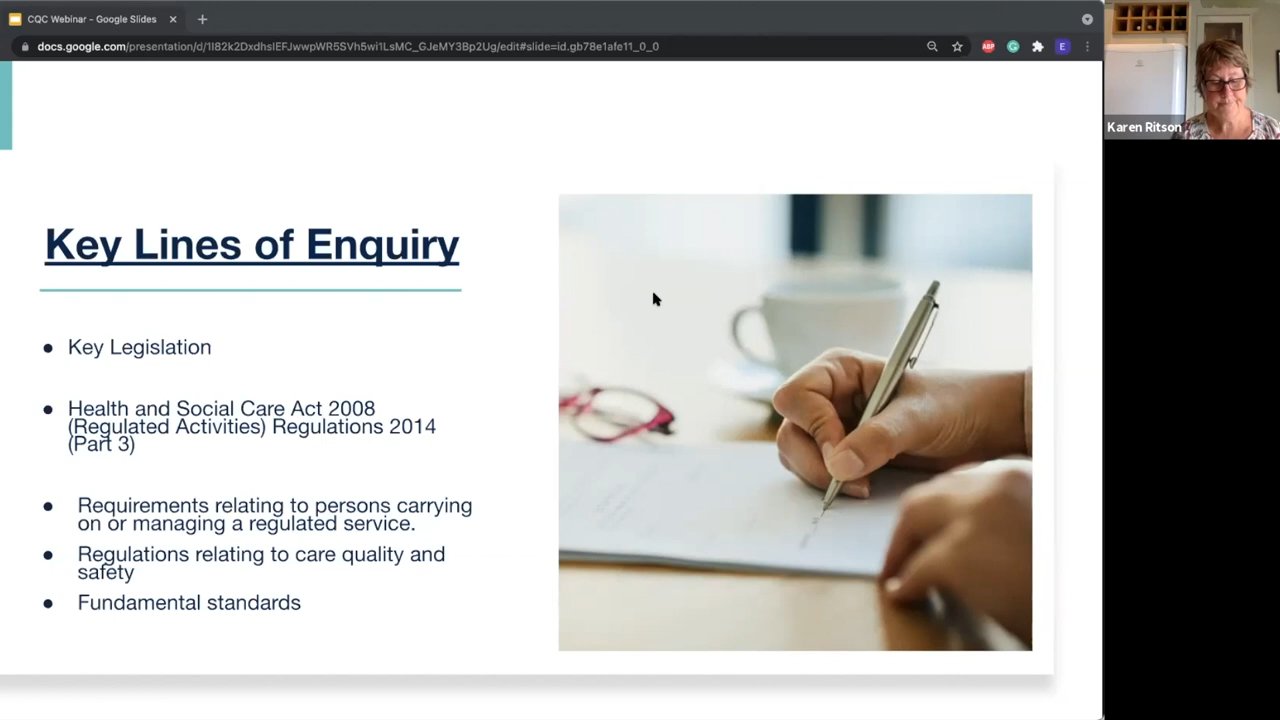 CQC Webinar - Google Slides
docs.google.com/presentation/d/1I82k2DxdhsIEFJwwpWR5SVh5wi1LsMC_GJeMY3Bp2Ug/edit#slide=id.gb78e1afe11_0_0
ABP
E
Karen Ritson
Key Lines of Enquiry
● Key Legislation
● Health and Social Care Act 2008
(Regulated Activities) Regulations 2014
(Part 3)
● Requirements relating to persons carrying
on or managing a regulated service.
● Regulations relating to care quality and
safety
● Fundamental standards